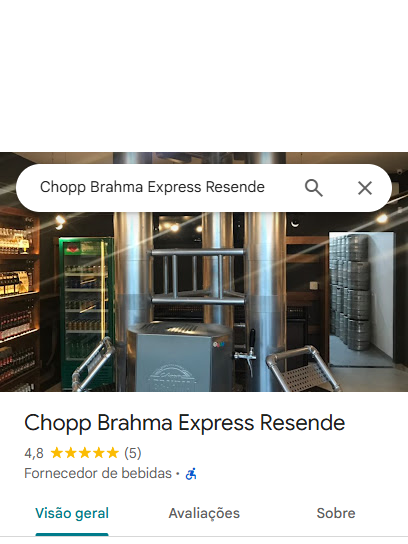 Chopp Brahma Express Resende
Chopp Brahma Express Resende
4,8 (5)
Fornecedor de bebidas ·
Visão geral Avaliações Sobre